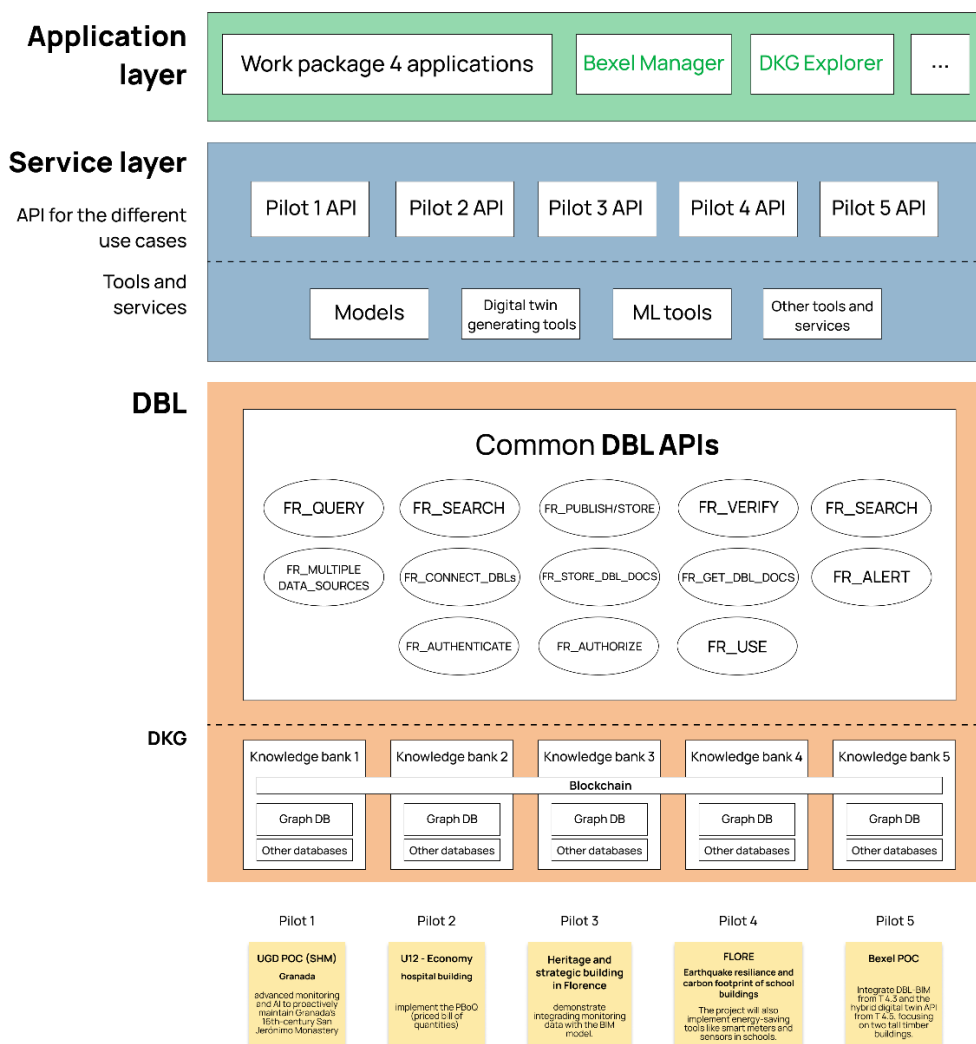 Application
layer
Work package 4 applications
Bexel Manager
DKG Explorer
...
Service layer
API for the different
use cases
Pilot 1 API
Pilot 2 API
Pilot 3 API
Pilot 4 API
Pilot 5 API
Tools and
services
Models
Digital twin
generating tools
ML tools
Other tools and
services
DBL
Common DBL APIs
FR_QUERY
FR_SEARCH
FR_PUBLISH/STORE
FR_VERIFY
FR_SEARCH
FR_MULTIPLE
DATA_SOURCES
FR_CONNECT_DBLs
FR_STORE_DBL_DOCS
FR_GET_DBL_DOCS
FR_ALERT
FR_AUTHENTICATE
FR_AUTHORIZE
FR_USE
DKG
Knowledge bank 1
Knowledge bank 2
Knowledge bank 3
Knowledge bank 4
Knowledge bank 5
Blockchain
Graph DB
Graph DB
Graph DB
Graph DB
Graph DB
Other databases
Other databases
Other databases
Other databases
Other databases
Pilot 1
Pilot 2
Pilot 3
Pilot 4
Pilot 5
UGD POC (SHM)
Granada
advanced monitoring
and AI to proactively
maintain Granada's
16th-century San
Jerónimo Monastery
U12 - Economy
hospital building
implement the PBoQ
(priced bill of
quantities)
Heritage and
strategic building
in Florence
demonstrate
integrating monitoring
data with the BIM
model.
FLORE
Earthquake resiliance and
carbon footprint of school
buildings
The project will also
implement energy-saving
tools like smart meters and
sensors in schools.
Bexel POC
Integrate DBL-BIM
from T 4.3 and the
hybrid digital twin API
from T 4.5, focusing
on two tall timber
buildings.